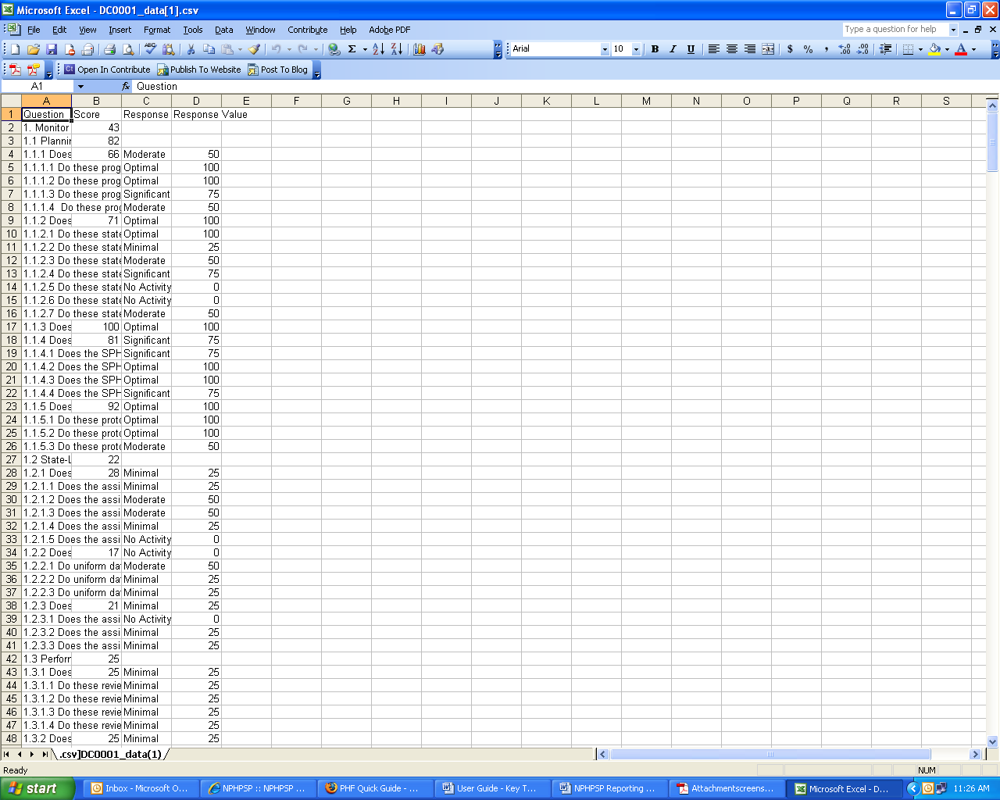 Microsoft Excel - DC0001_data[1].csv
File Edit View Insert Format Tools Data Window Contribute Help Adobe PDF Type a question for help
Arial 10 B I U $ % ,
Open In Contribute Publish To Website Post To Blog
A1 fx Question
A B C D E F G H I J K L M N O P Q R S
1 Question Score Response Response Value
2 1. Monitor 43
3 1.1 Plannin 82
4 1.1.1 Does 66 Moderate 50
5 1.1.1.1 Do these prog Optimal 100
6 1.1.1.2 Do these prog Optimal 100
7 1.1.1.3 Do these prog Significant 75
8 1.1.1.4 Do these prog Moderate 50
9 1.1.2 Does 71 Optimal 100
10 1.1.2.1 Do these state Optimal 100
11 1.1.2.2 Do these state Minimal 25
12 1.1.2.3 Do these state Moderate 50
13 1.1.2.4 Do these state Significant 75
14 1.1.2.5 Do these state No Activity 0
15 1.1.2.6 Do these state No Activity 0
16 1.1.2.7 Do these state Moderate 50
17 1.1.3 Does 100 Optimal 100
18 1.1.4 Does 81 Significant 75
19 1.1.4.1 Does the SPH Significant 75
20 1.1.4.2 Does the SPH Optimal 100
21 1.1.4.3 Does the SPH Optimal 100
22 1.1.4.4 Does the SPH Significant 75
23 1.1.5 Does 92 Optimal 100
24 1.1.5.1 Do these proto Optimal 100
25 1.1.5.2 Do these proto Optimal 100
26 1.1.5.3 Do these proto Moderate 50
27 1.2 State-L 22
28 1.2.1 Does 28 Minimal 25
29 1.2.1.1 Does the assi Minimal 25
30 1.2.1.2 Does the assi Moderate 50
31 1.2.1.3 Does the assi Moderate 50
32 1.2.1.4 Does the assi Minimal 25
33 1.2.1.5 Does the assi No Activity 0
34 1.2.2 Does 17 No Activity 0
35 1.2.2.1 Do uniform dat Moderate 50
36 1.2.2.2 Do uniform dat Minimal 25
37 1.2.2.3 Do uniform dat Minimal 25
38 1.2.3 Does 21 Minimal 25
39 1.2.3.1 Does the assi No Activity 0
40 1.2.3.2 Does the assi Minimal 25
41 1.2.3.3 Does the assi Minimal 25
42 1.3 Perforr 25
43 1.3.1 Does 25 Minimal 25
44 1.3.1.1 Do these revie Minimal 25
45 1.3.1.2 Do these revie Minimal 25
46 1.3.1.3 Do these revie Minimal 25
47 1.3.1.4 Do these revie Minimal 25
48 1.3.2 Does 25 Minimal 25
.csv]DC0001_data(1)
Ready NUM
start Inbox - Microsoft O... NPHPSP :: NPHPSP ... PHF Quick Guide - ... User Guide - Key T... NPHPSP Reporting ... Attachmentscreens... Microsoft Excel - D... 11:26 AM